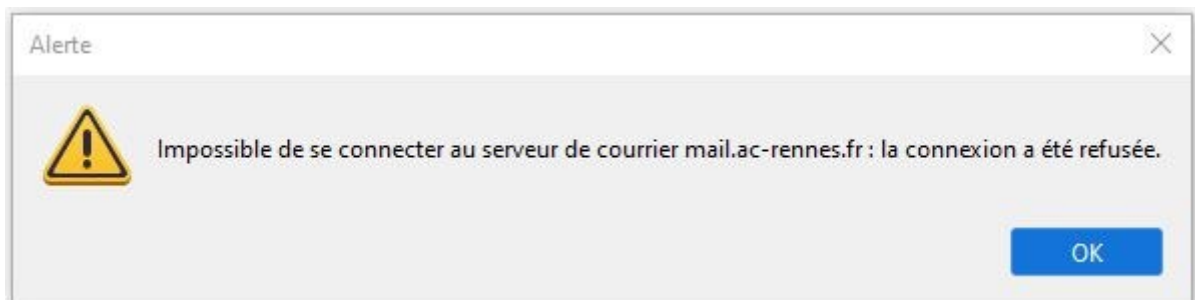 Alerte
Impossible de se connecter au serveur de courrier mail.ac-rennes.fr : la connexion a été refusée.
OK